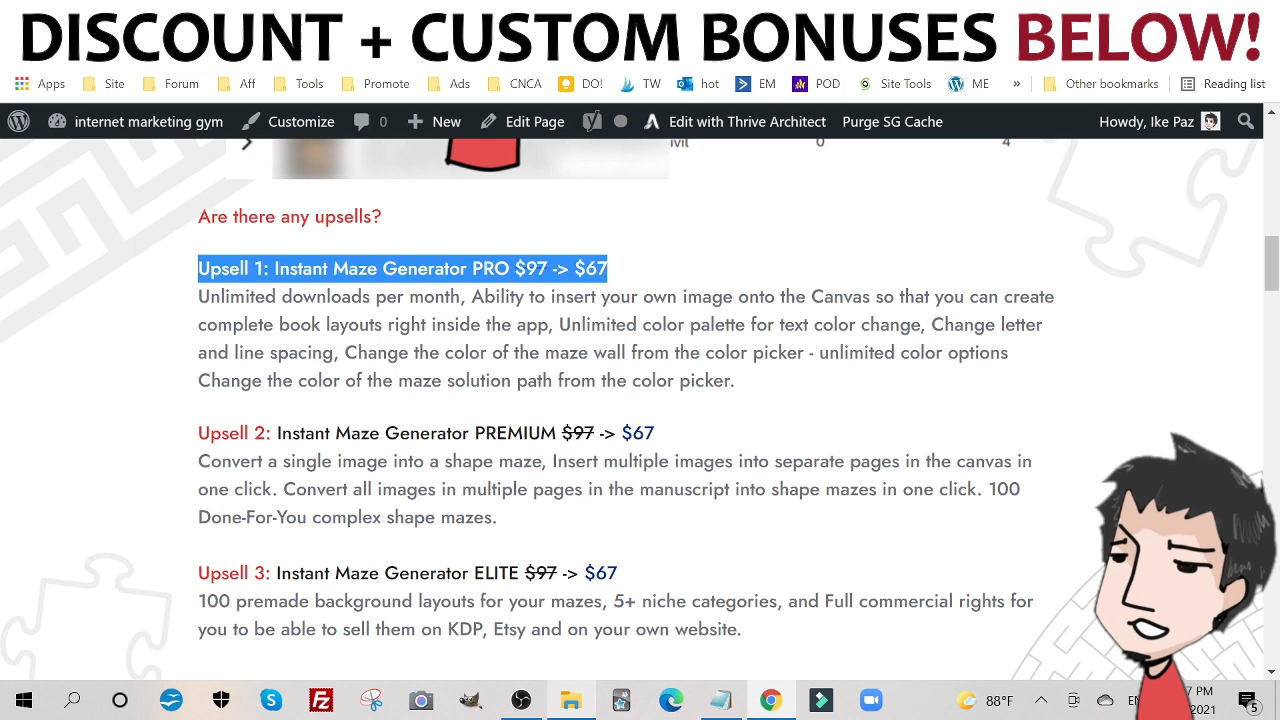 DISCOUNT + CUSTOM BONUSES BELOW!
Apps Site Forum Aff Tools Promote Ads CNCA DO! TW hot EM POD Site Tools ME » Other bookmarks Reading list
internet marketing gym Customize 0 New Edit Page Edit with Thrive Architect Purge SG Cache Howdy, Ike Paz
0 4
Are there any upsells?
Upsell 1: Instant Maze Generator PRO $97 -> $67
Unlimited downloads per month, Ability to insert your own image onto the Canvas so that you can create
complete book layouts right inside the app, Unlimited color palette for text color change, Change letter
and line spacing, Change the color of the maze wall from the color picker - unlimited color options
Change the color of the maze solution path from the color picker.
Upsell 2: Instant Maze Generator PREMIUM $97 -> $67
Convert a single image into a shape maze, Insert multiple images into separate pages in the canvas in
one click. Convert all images in multiple pages in the manuscript into shape mazes in one click. 100
Done-For-You complex shape mazes.
Upsell 3: Instant Maze Generator ELITE $97 -> $67
100 premade background layouts for your mazes, 5+ niche categories, and Full commercial rights for
you to be able to sell them on KDP, Etsy and on your own website.
88°F 7 PM
2021 5